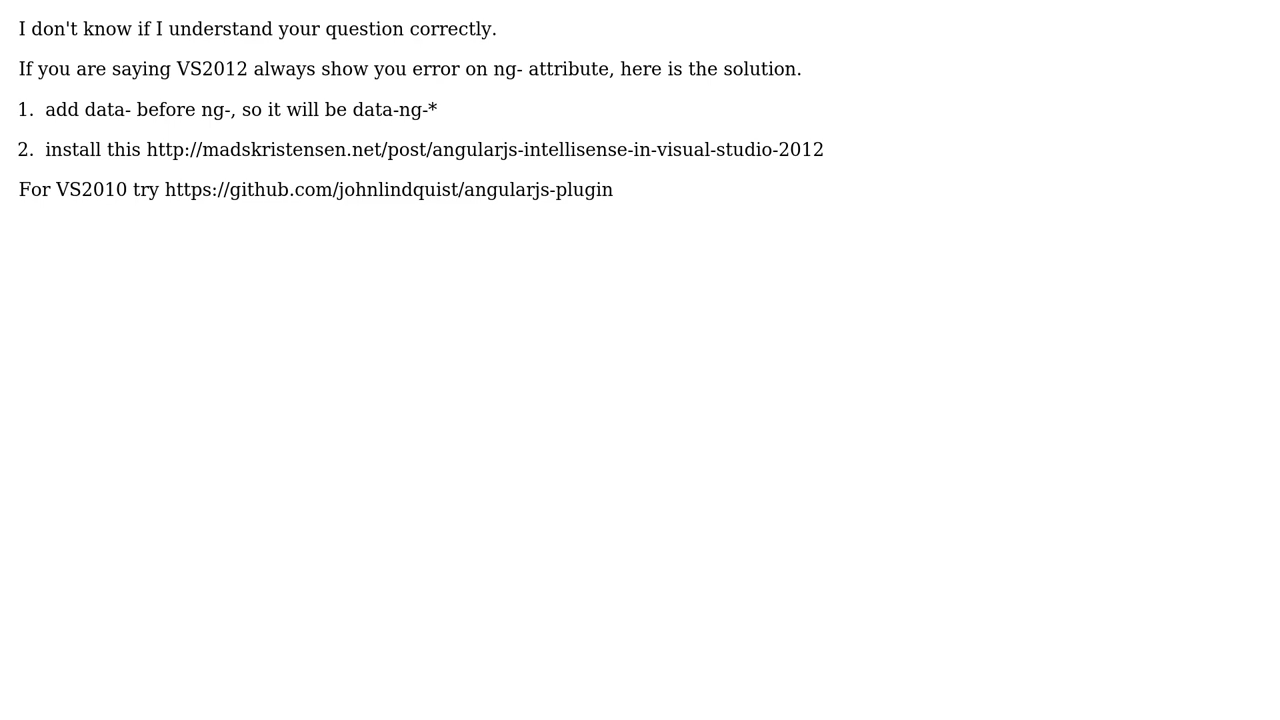 I don't know if I understand your question correctly.
If you are saying VS2012 always show you error on ng- attribute, here is the solution.
1. add data- before ng-, so it will be data-ng-*
2. install this http://madskristensen.net/post/angularjs-intellisense-in-visual-studio-2012
For VS2010 try https://github.com/johnlindquist/angularjs-plugin